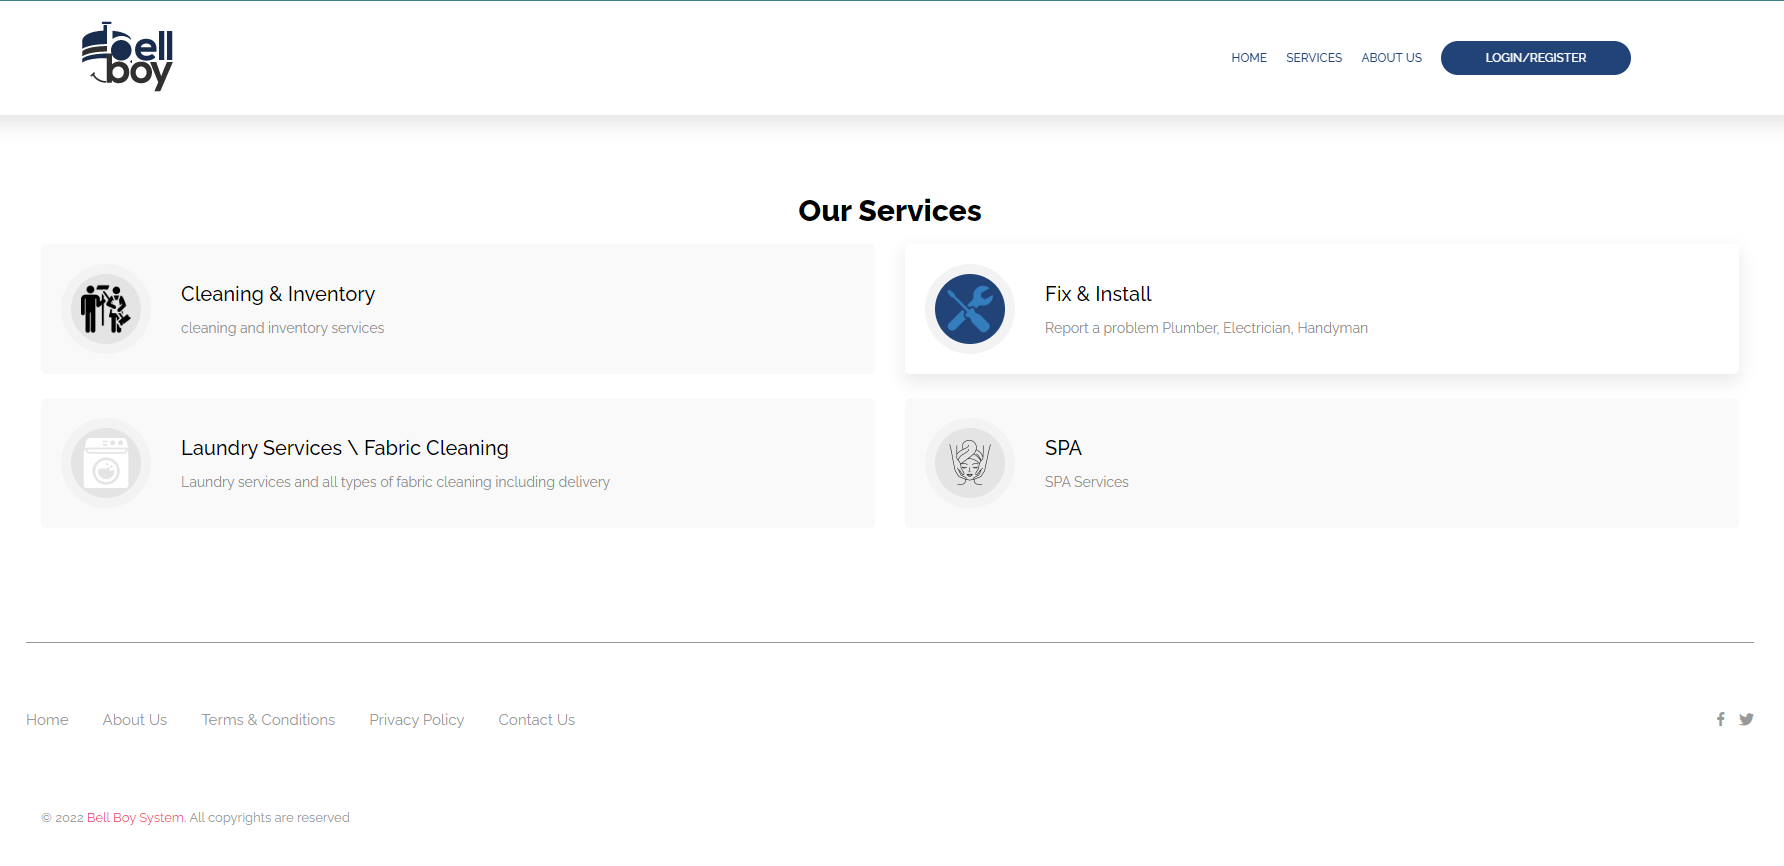 bell
boy
HOME SERVICES ABOUT US LOGIN/REGISTER
Our Services
Cleaning & Inventory
cleaning and inventory services
Fix & Install
Report a problem Plumber, Electrician, Handyman
Laundry Services \ Fabric Cleaning
Laundry services and all types of fabric cleaning including delivery
SPA
SPA Services
Home About Us Terms & Conditions Privacy Policy Contact Us
© 2022 Bell Boy System. All copyrights are reserved